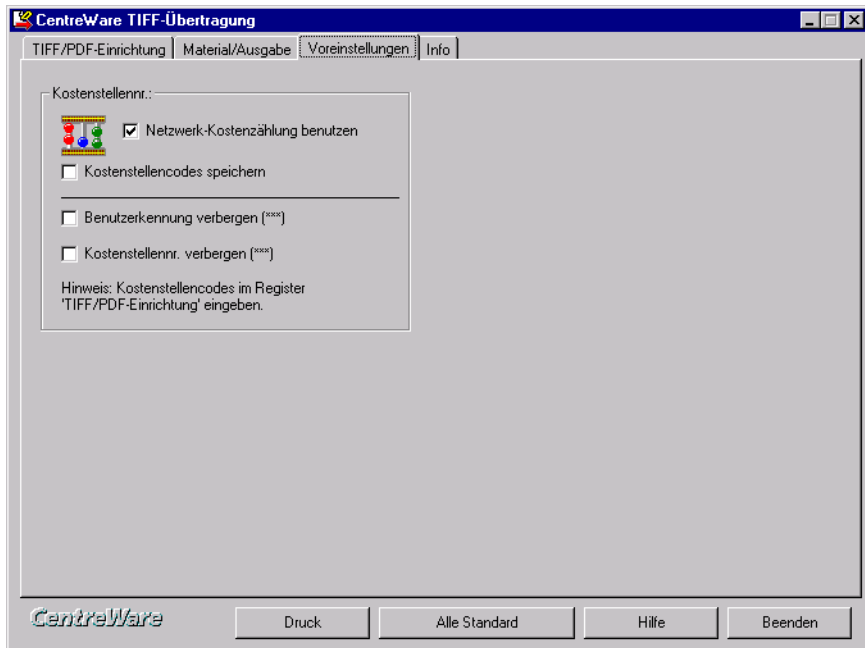 CentreWare TIFF-Übertragung
TIFF/PDF-Einrichtung Material/Ausgabe Voreinstellungen Info
Kostenstellennr.:
Netzwerk-Kostenzählung benutzen
Kostenstellencodes speichern
Benutzerkennung verbergen (***)
Kostenstellennr. verbergen (***)
Hinweis: Kostenstellencodes im Register
'TIFF/PDF-Einrichtung' eingeben.
CentreWare Druck Alle Standard Hilfe Beenden